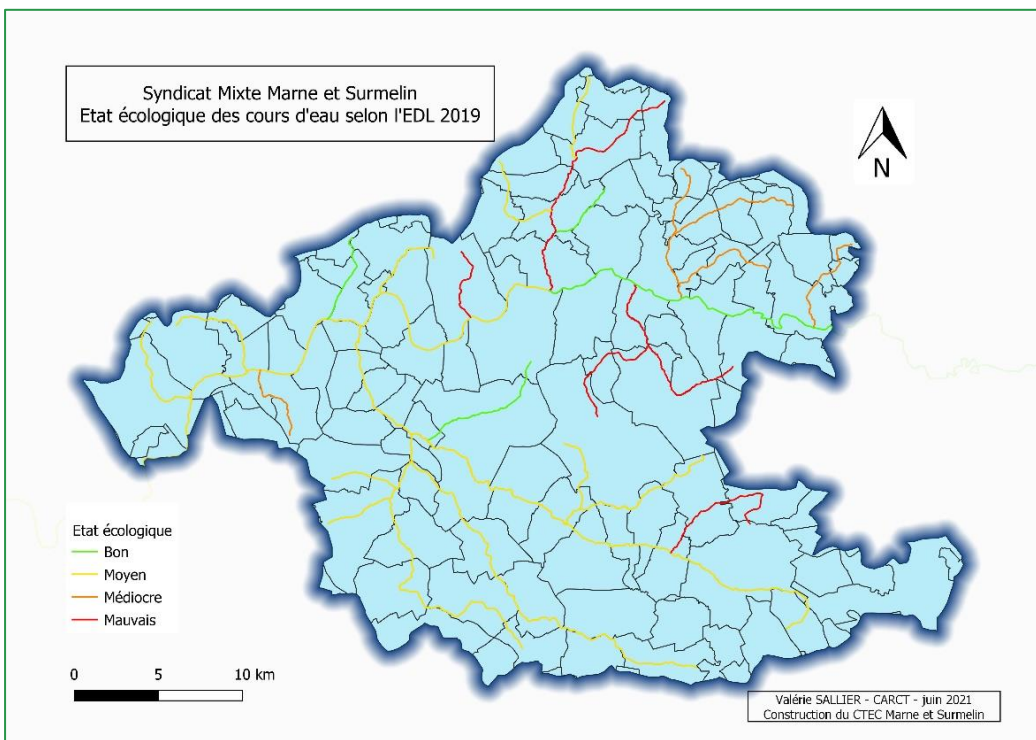 Syndicat Mixte Marne et Surmelin
Etat écologique des cours d'eau selon l'EDL 2019
N
Etat écologique
Bon
Moyen
Médiocre
Mauvais
0 5 10 km
Valérie SALLIER - CARCT - juin 2021
Construction du CTEC Marne et Surmelin